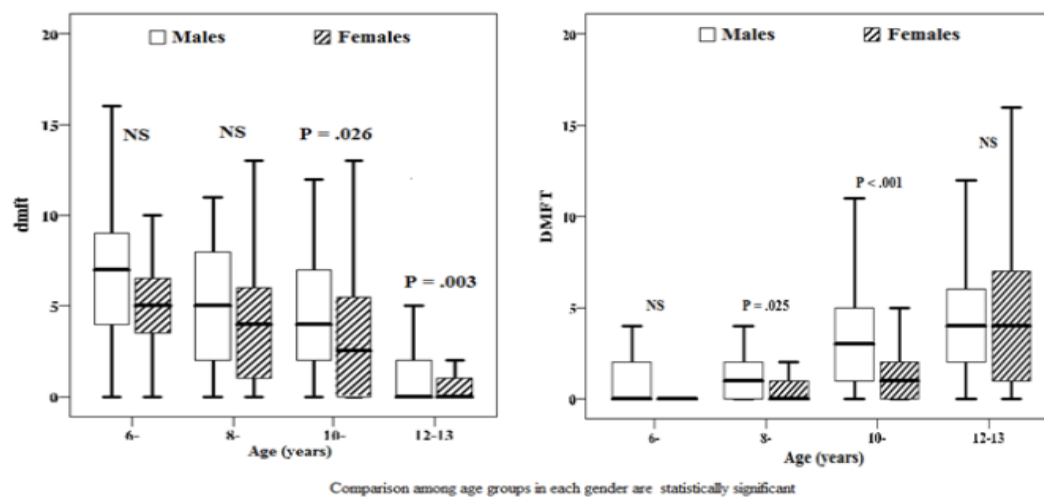 20
Males
Females
15
NS
NS
P = .026
dmft
10
P = .003
5
0
6-
8-
10-
12-13
Age (years)
20
Males
Females
15
NS
P < .001
DMFT
10
NS
P = .025
5
0
6-
8-
10-
12-13
Age (years)
Comparison among age groups in each gender are statistically significant